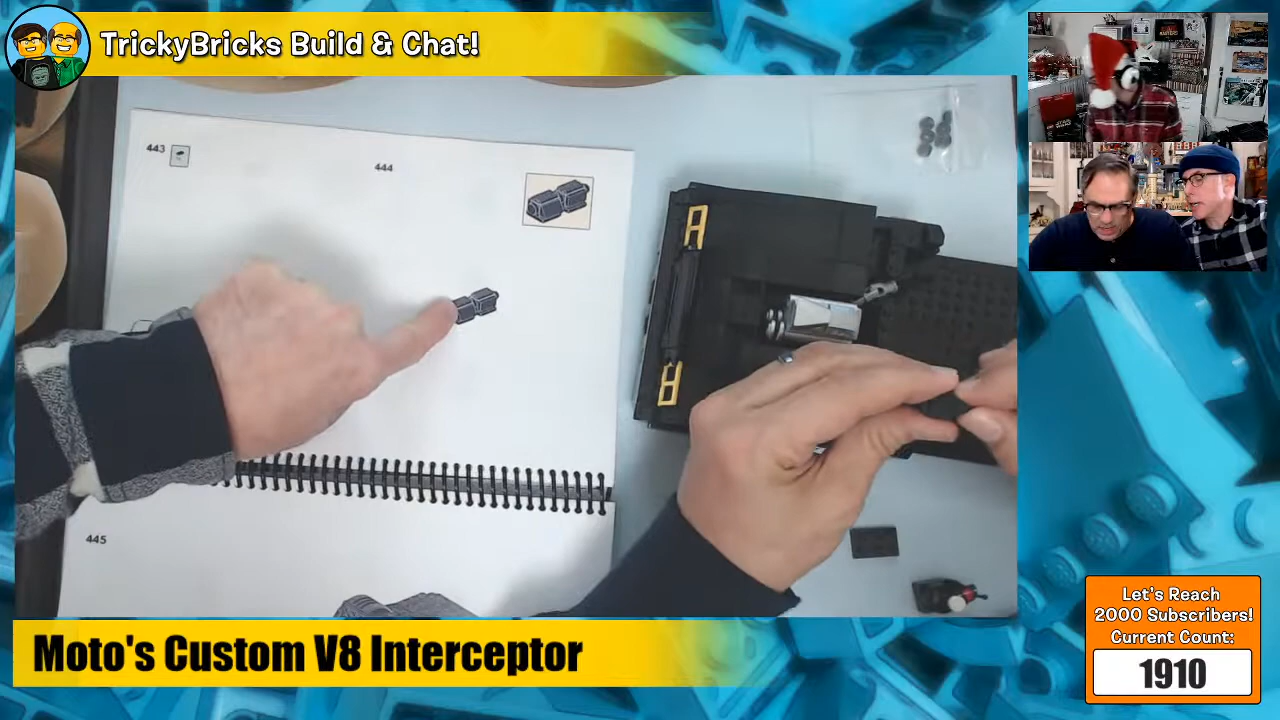 TrickyBricks Build & Chat!
443
444
445
Moto's Custom V8 Interceptor
Let's Reach
2000 Subscribers!
Current Count:
1910